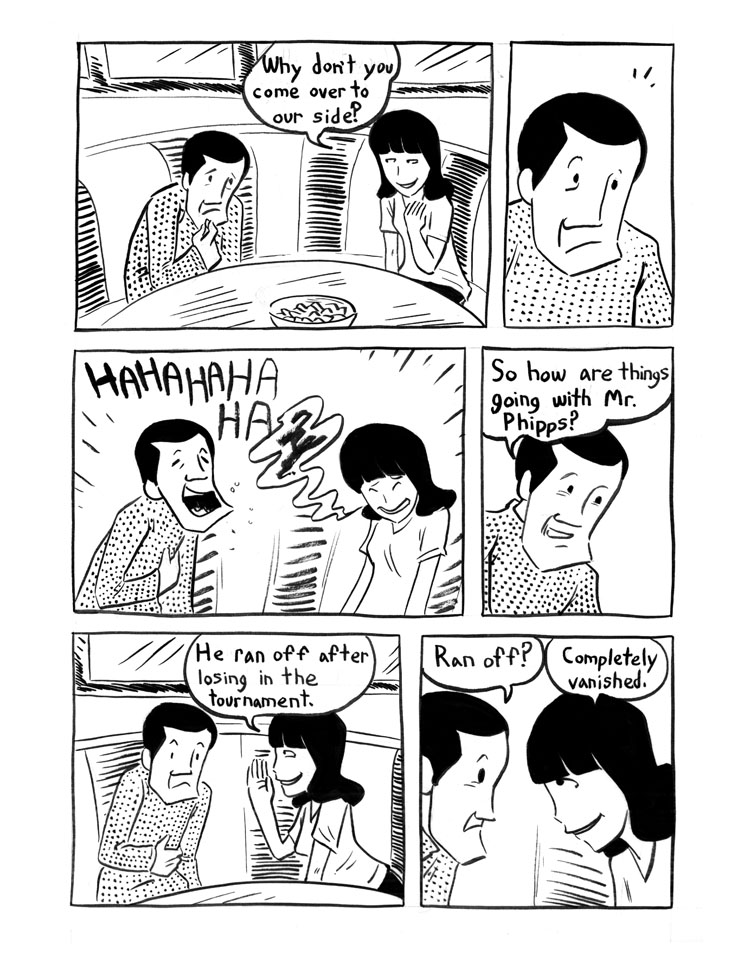 Why don't you
come over to
our side?
HAHAHAHA
HA
So how are things
going with Mr.
Phipps?
He ran off after
losing in the
tournament.
Ran off?
Completely
vanished.